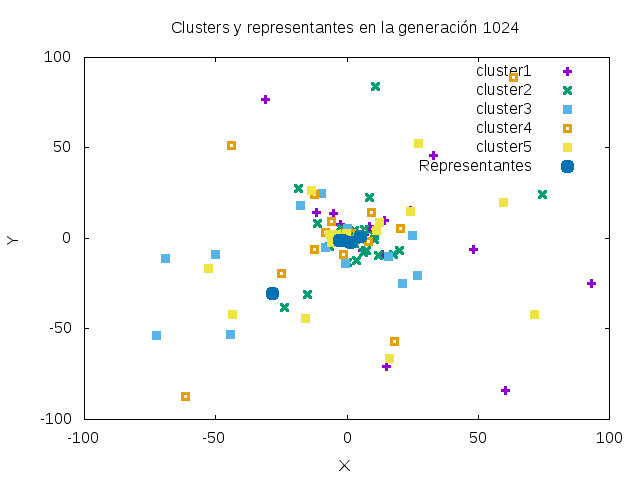 Clusters y representantes en la generación 1024
100
50
0
-50
-100
-100
-50
0
50
100
X
Y
cluster1
cluster2
cluster3
cluster4
cluster5
Representantes